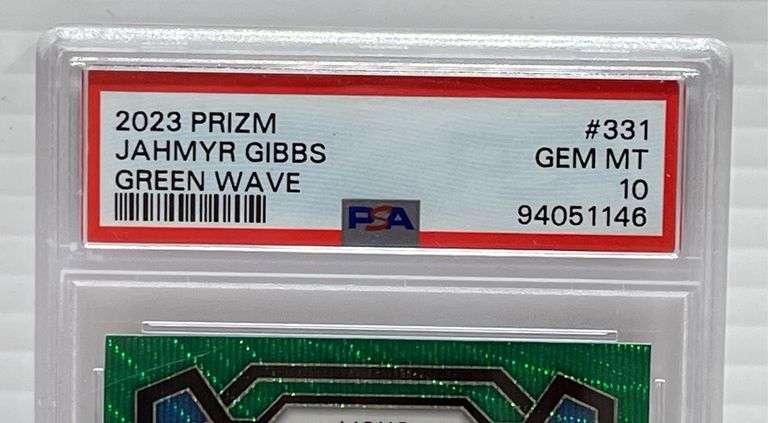 2023 PRIZM #331
JAHMYR GIBBS GEM MT
GREEN WAVE 10
PSA 94051146